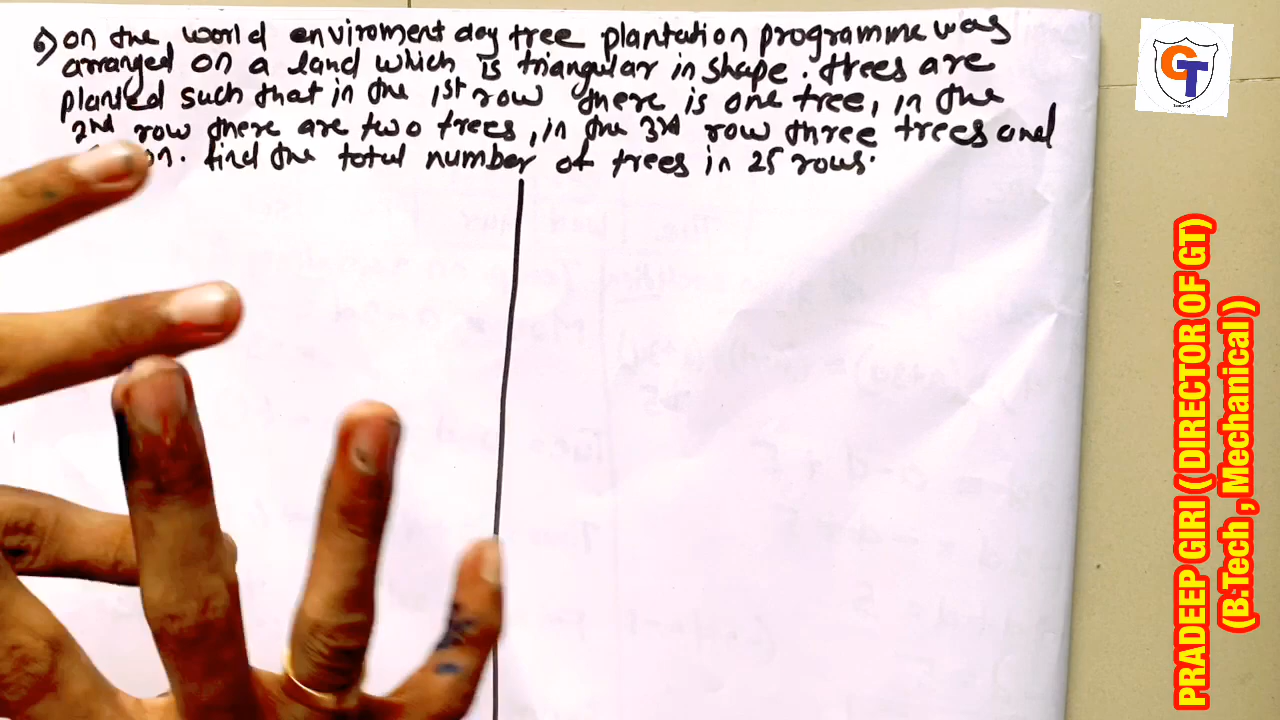 6) on the world enviroment day tree plantation programme was
arranged on a land which is triangular in shape. trees are
planted such that in the 1st row there is one tree, in the
2nd row there are two trees, in the 3rd row three trees and
on. find the total number of trees in 25 rows.
GT
PRADEEP GIRI ( DIRECTOR OF GT)
(B.Tech , Mechanical )